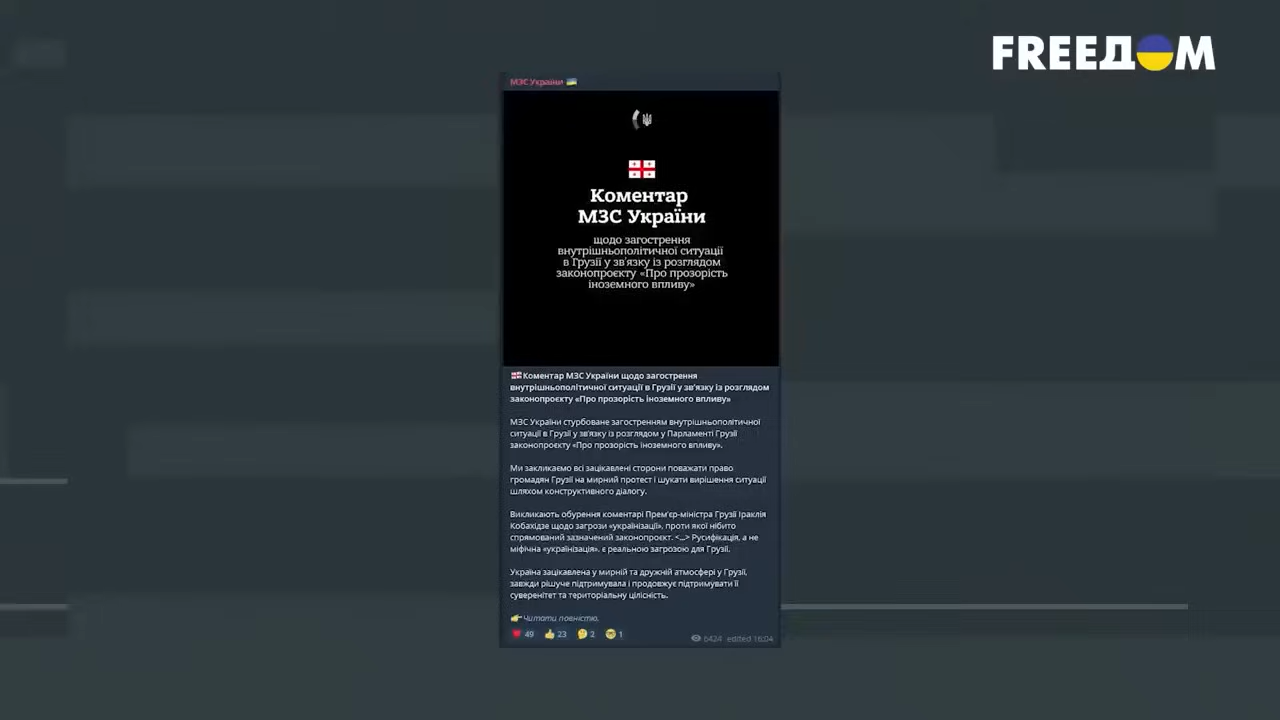 FREEДOM
МЗС України
Коментар
МЗС України
щодо загострення
внутрішньополітичної ситуації
в Грузії у зв'язку із розглядом
законопроєкту «Про прозорість
іноземного впливу»
Коментар МЗС України щодо загострення
внутрішньополітичної ситуації в Грузії у зв'язку із розглядом
законопроєкту «Про прозорість іноземного впливу»
МЗС України стурбоване загостренням внутрішньополітичної
ситуації в Грузії у зв'язку із розглядом у Парламенті Грузії
законопроєкту «Про прозорість іноземного впливу».
Ми закликаємо всі зацікавлені сторони поважати право
громадян Грузії на мирний протест і шукати вирішення ситуації
шляхом конструктивного діалогу.
Викликають обурення коментарі Прем'єр-міністра Грузії Іраклія
Кобахідзе щодо загрози «українізації», проти якої нібито
спрямований зазначений законопроєкт. <...> Русифікація, а не
міфічна «українізація», є реальною загрозою для Грузії.
Україна зацікавлена у мирній та дружній атмосфері у Грузії,
завжди рішуче підтримувала і продовжує підтримувати її
суверенітет та територіальну цілісність.
Читати повністю.
49 23 2 1
6424 edited 16:04